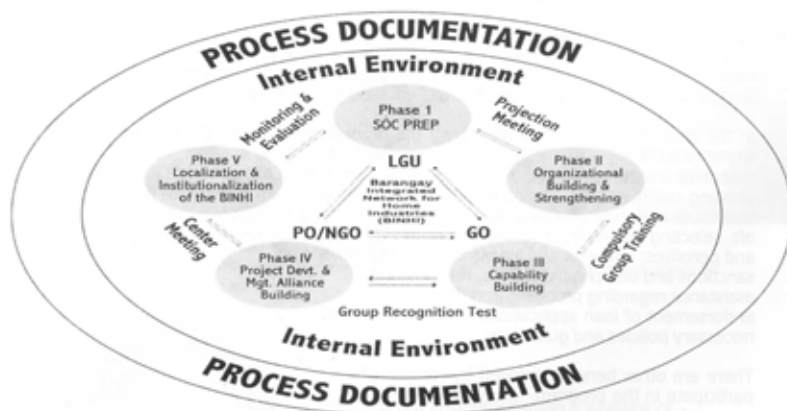 PROCESS DOCUMENTATION
Internal Environment
Monitoring &
Evaluation
Phase 1
SOC PREP
Projection
Meeting
Phase V
Localization &
Institutionalization
of the BINHI
LGU
Phase II
Organizational
Building &
Strengthening
Barangay
Integrated
Network for
Home
Industries
(BINHI)
Center
Meeting
PO/NGO
GO
Compulsory
Group Training
Phase IV
Project Devt. &
Mgt. Alliance
Building
Phase III
Capability
Building
Group Recognition Test
Internal Environment
PROCESS DOCUMENTATION